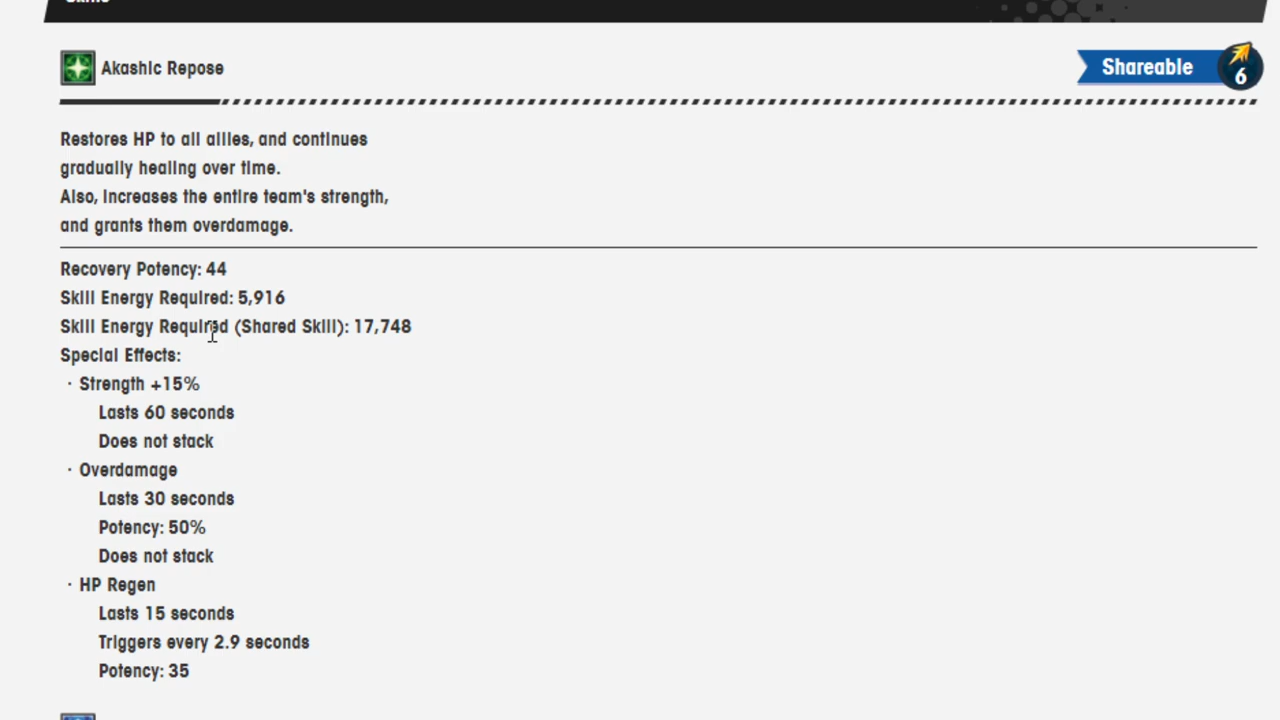 Akashic Repose
Shareable
6
Restores HP to all allies, and continues
gradually healing over time.
Also, increases the entire team's strength,
and grants them overdamage.
Recovery Potency: 44
Skill Energy Required: 5,916
Skill Energy Required (Shared Skill): 17,748
Special Effects:
· Strength +15%
Lasts 60 seconds
Does not stack
· Overdamage
Lasts 30 seconds
Potency: 50%
Does not stack
· HP Regen
Lasts 15 seconds
Triggers every 2.9 seconds
Potency: 35